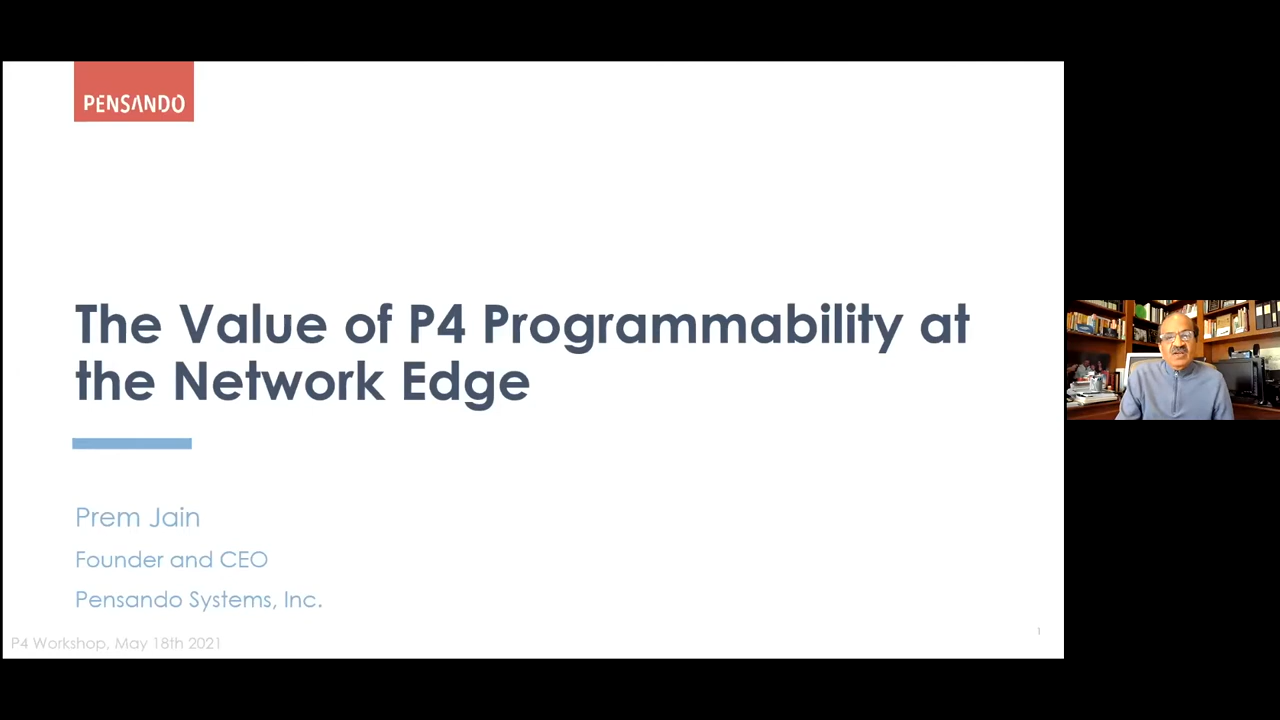 PENSANDO
The Value of P4 Programmability at
the Network Edge
Prem Jain
Founder and CEO
Pensando Systems, Inc.
P4 Workshop, May 18th 2021
1